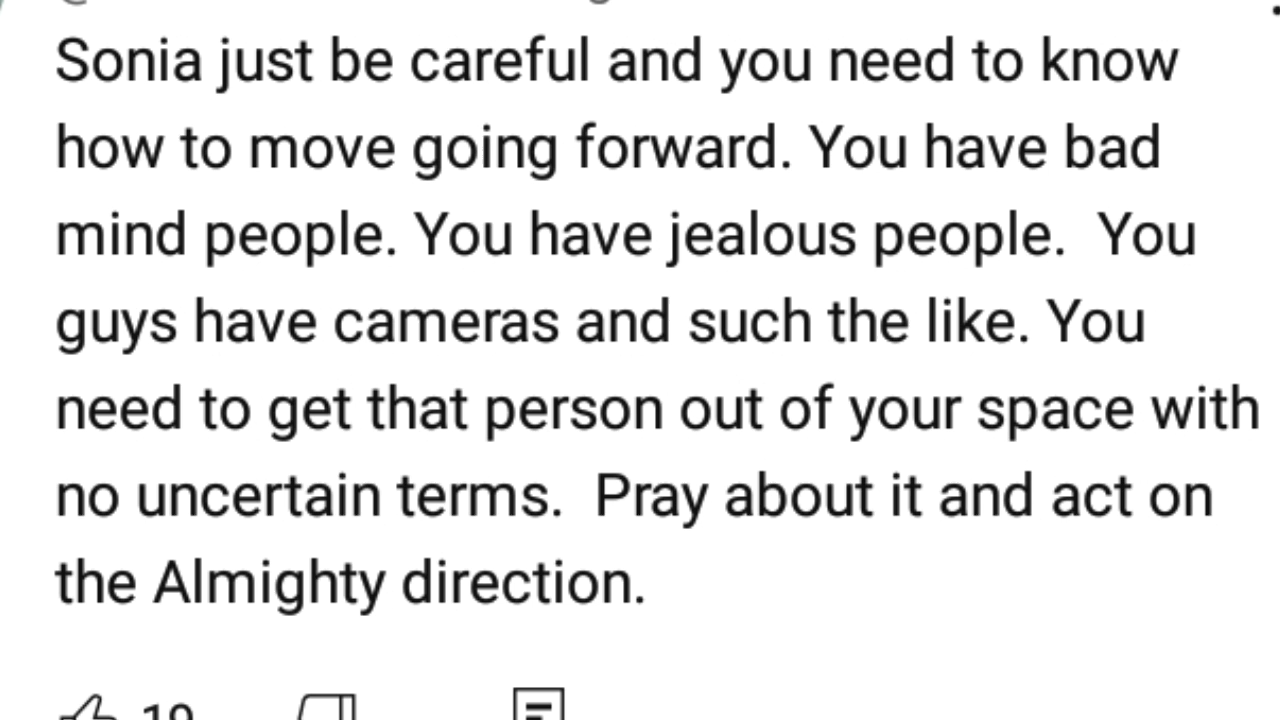 Sonia just be careful and you need to know
how to move going forward. You have bad
mind people. You have jealous people.  You
guys have cameras and such the like. You
need to get that person out of your space with
no uncertain terms.  Pray about it and act on
the Almighty direction.
19